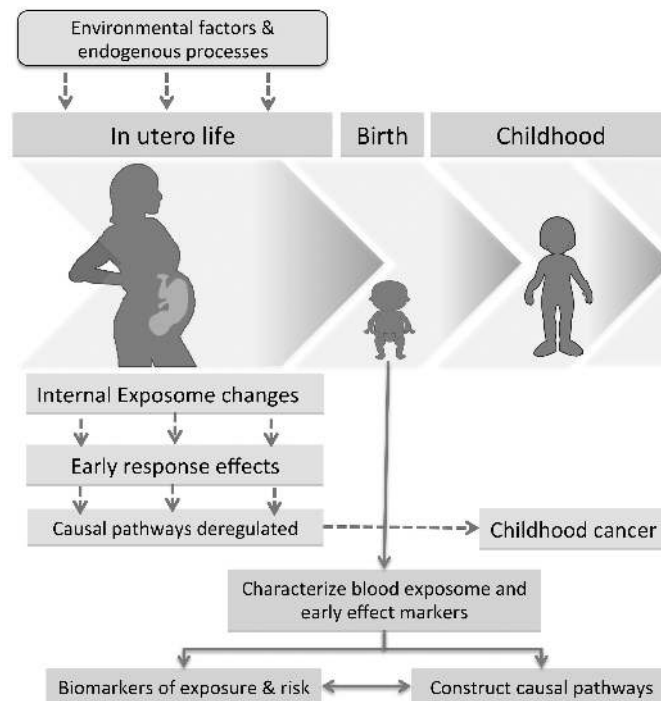 Environmental factors &
endogenous processes
In utero life
Birth
Childhood
Internal Exposome changes
Early response effects
Causal pathways deregulated
Childhood cancer
Characterize blood exposome and
early effect markers
Biomarkers of exposure & risk
Construct causal pathways